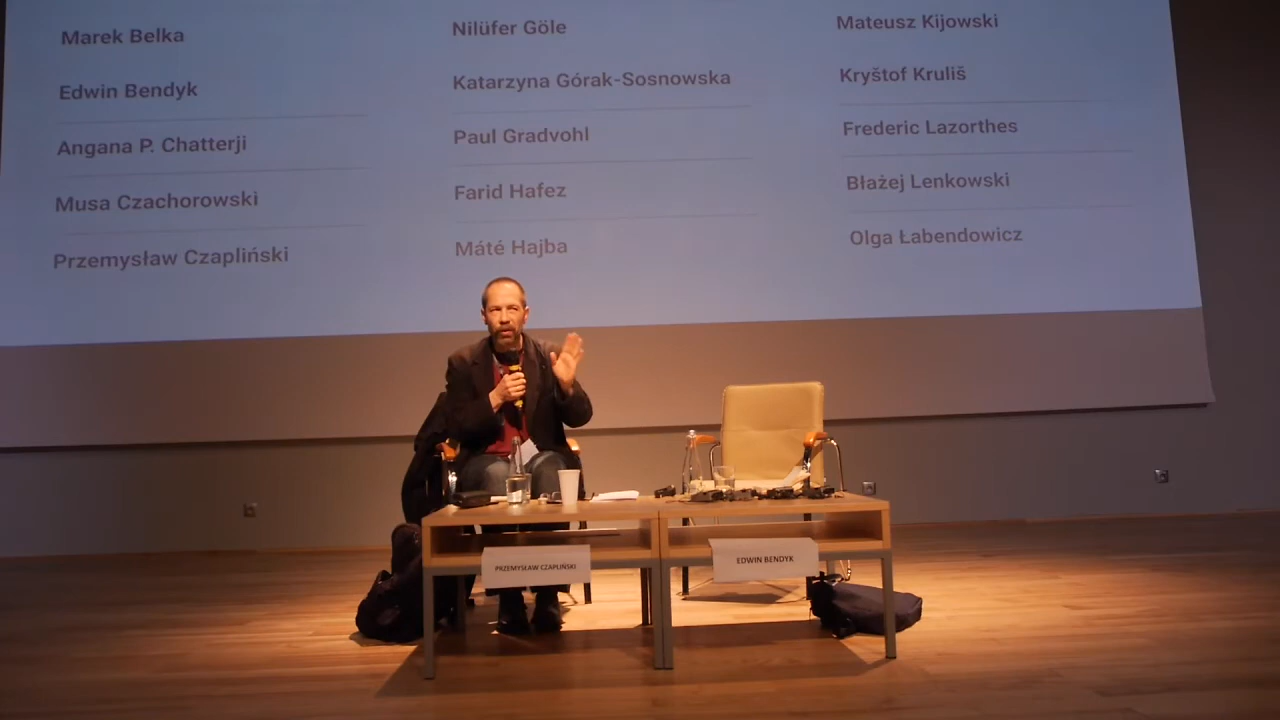 Marek Belka
Edwin Bendyk
Angana P. Chatterji
Musa Czachorowski
Przemysław Czapliński
Nilüfer Göle
Katarzyna Górak-Sosnowska
Paul Gradvohl
Farid Hafez
Máté Hajba
Mateusz Kijowski
Kryštof Kruliš
Frederic Lazorthes
Błażej Lenkowski
Olga Łabendowicz
PRZEMYSŁAW CZAPLIŃSKI
EDWIN BENDYK